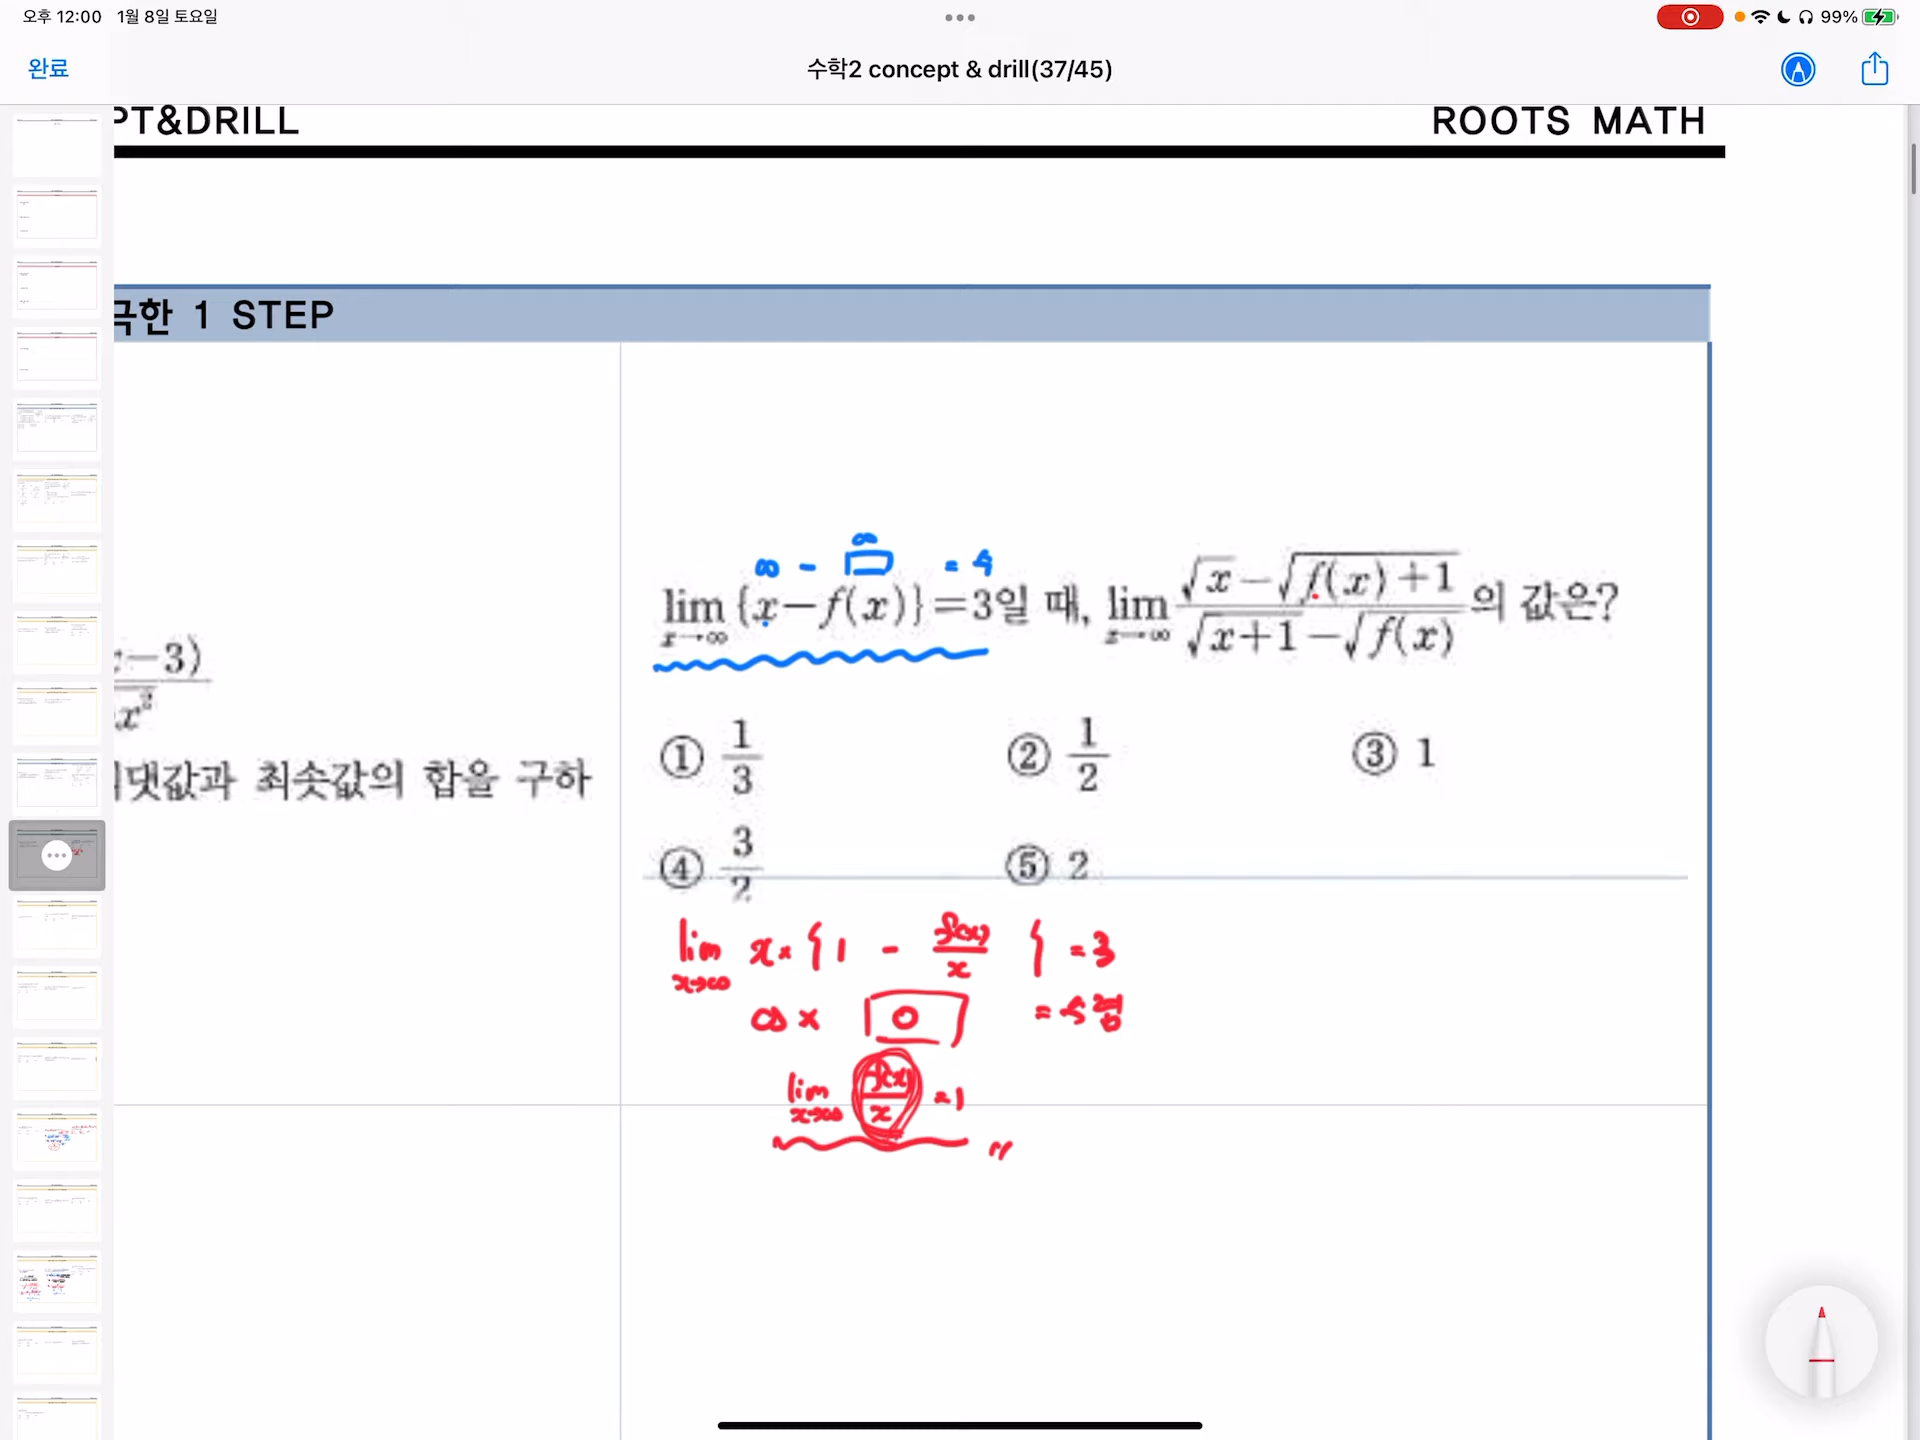 오후 12:00 1월 8일 토요일
99%
완료
수학2 concept & drill(37/45)
PT&DRILL
ROOTS MATH
극한 1 STEP
-3)
x²
댓값과 최솟값의 합을 구하
∞ - ∞ = 수
lim {x-f(x)}=3일 때, lim (√x-√f(x)+1)/(√x+1-√f(x))의 값은?
x→∞ x→∞
① 1/3 ② 1/2 ③ 1
④ 3/2 ⑤ 2
lim x×{1 - f(x)/x} = 3
x→∞
∞ × 0 = 수렴
lim f(x)/x = 1
x→∞